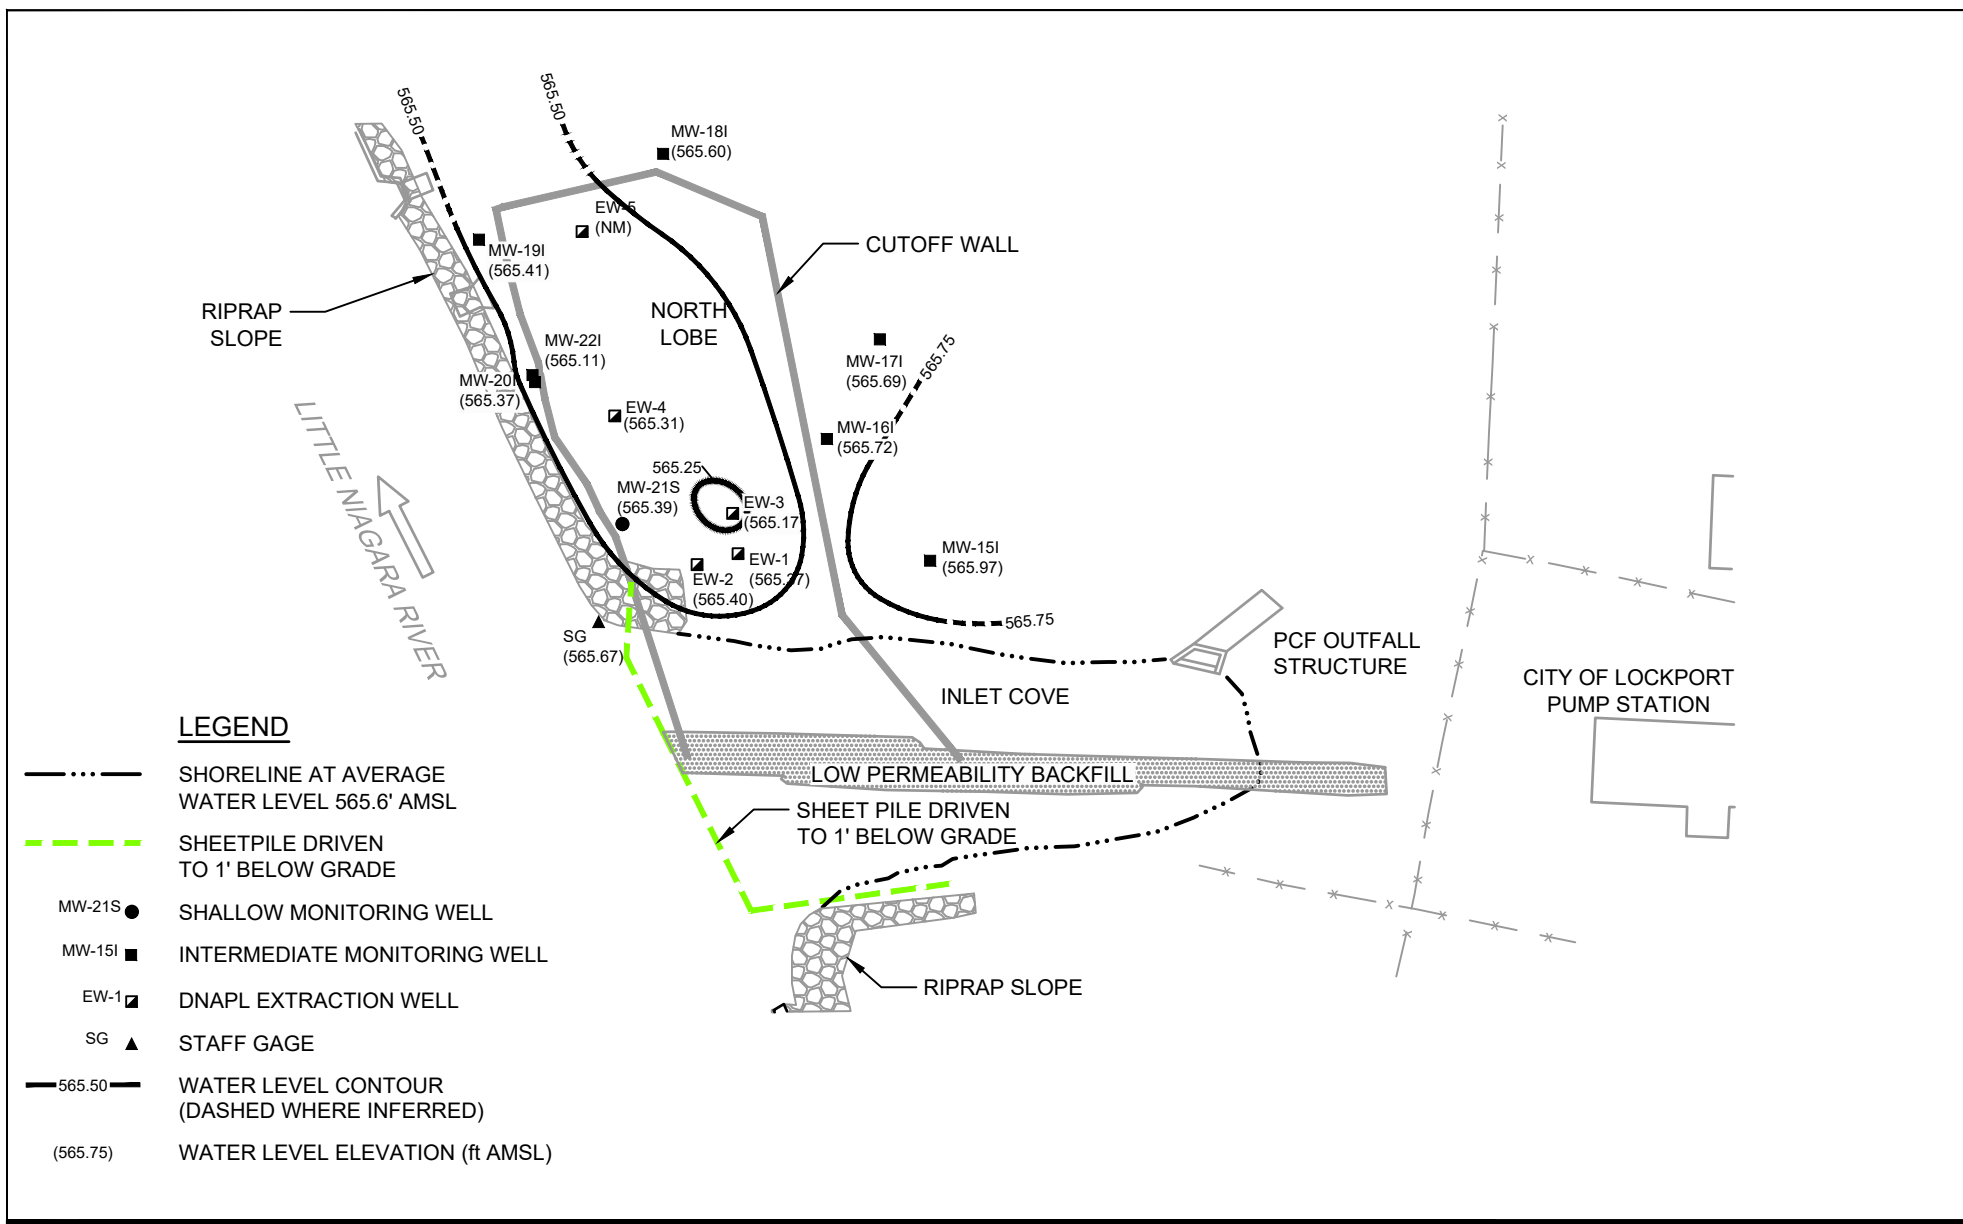 565.50
565.50
MW-18I
(565.60)
EW-5
(NM)
CUTOFF WALL
MW-19I
(565.41)
RIPRAP
SLOPE
NORTH
LOBE
MW-22I
(565.11)
MW-17I
(565.69)
565.75
MW-20I
(565.37)
EW-4
(565.31)
MW-16I
(565.72)
LITTLE NIAGARA RIVER
565.25
MW-21S
(565.39)
EW-3
(565.17)
MW-15I
(565.97)
EW-1
(565.27)
EW-2
(565.40)
565.75
SG
(565.67)
PCF OUTFALL
STRUCTURE
CITY OF LOCKPORT
PUMP STATION
INLET COVE
LOW PERMEABILITY BACKFILL
SHEET PILE DRIVEN
TO 1' BELOW GRADE
RIPRAP SLOPE
LEGEND
SHORELINE AT AVERAGE
WATER LEVEL 565.6' AMSL
SHEETPILE DRIVEN
TO 1' BELOW GRADE
MW-21S SHALLOW MONITORING WELL
MW-15I INTERMEDIATE MONITORING WELL
EW-1 DNAPL EXTRACTION WELL
SG STAFF GAGE
565.50 WATER LEVEL CONTOUR
(DASHED WHERE INFERRED)
(565.75) WATER LEVEL ELEVATION (ft AMSL)